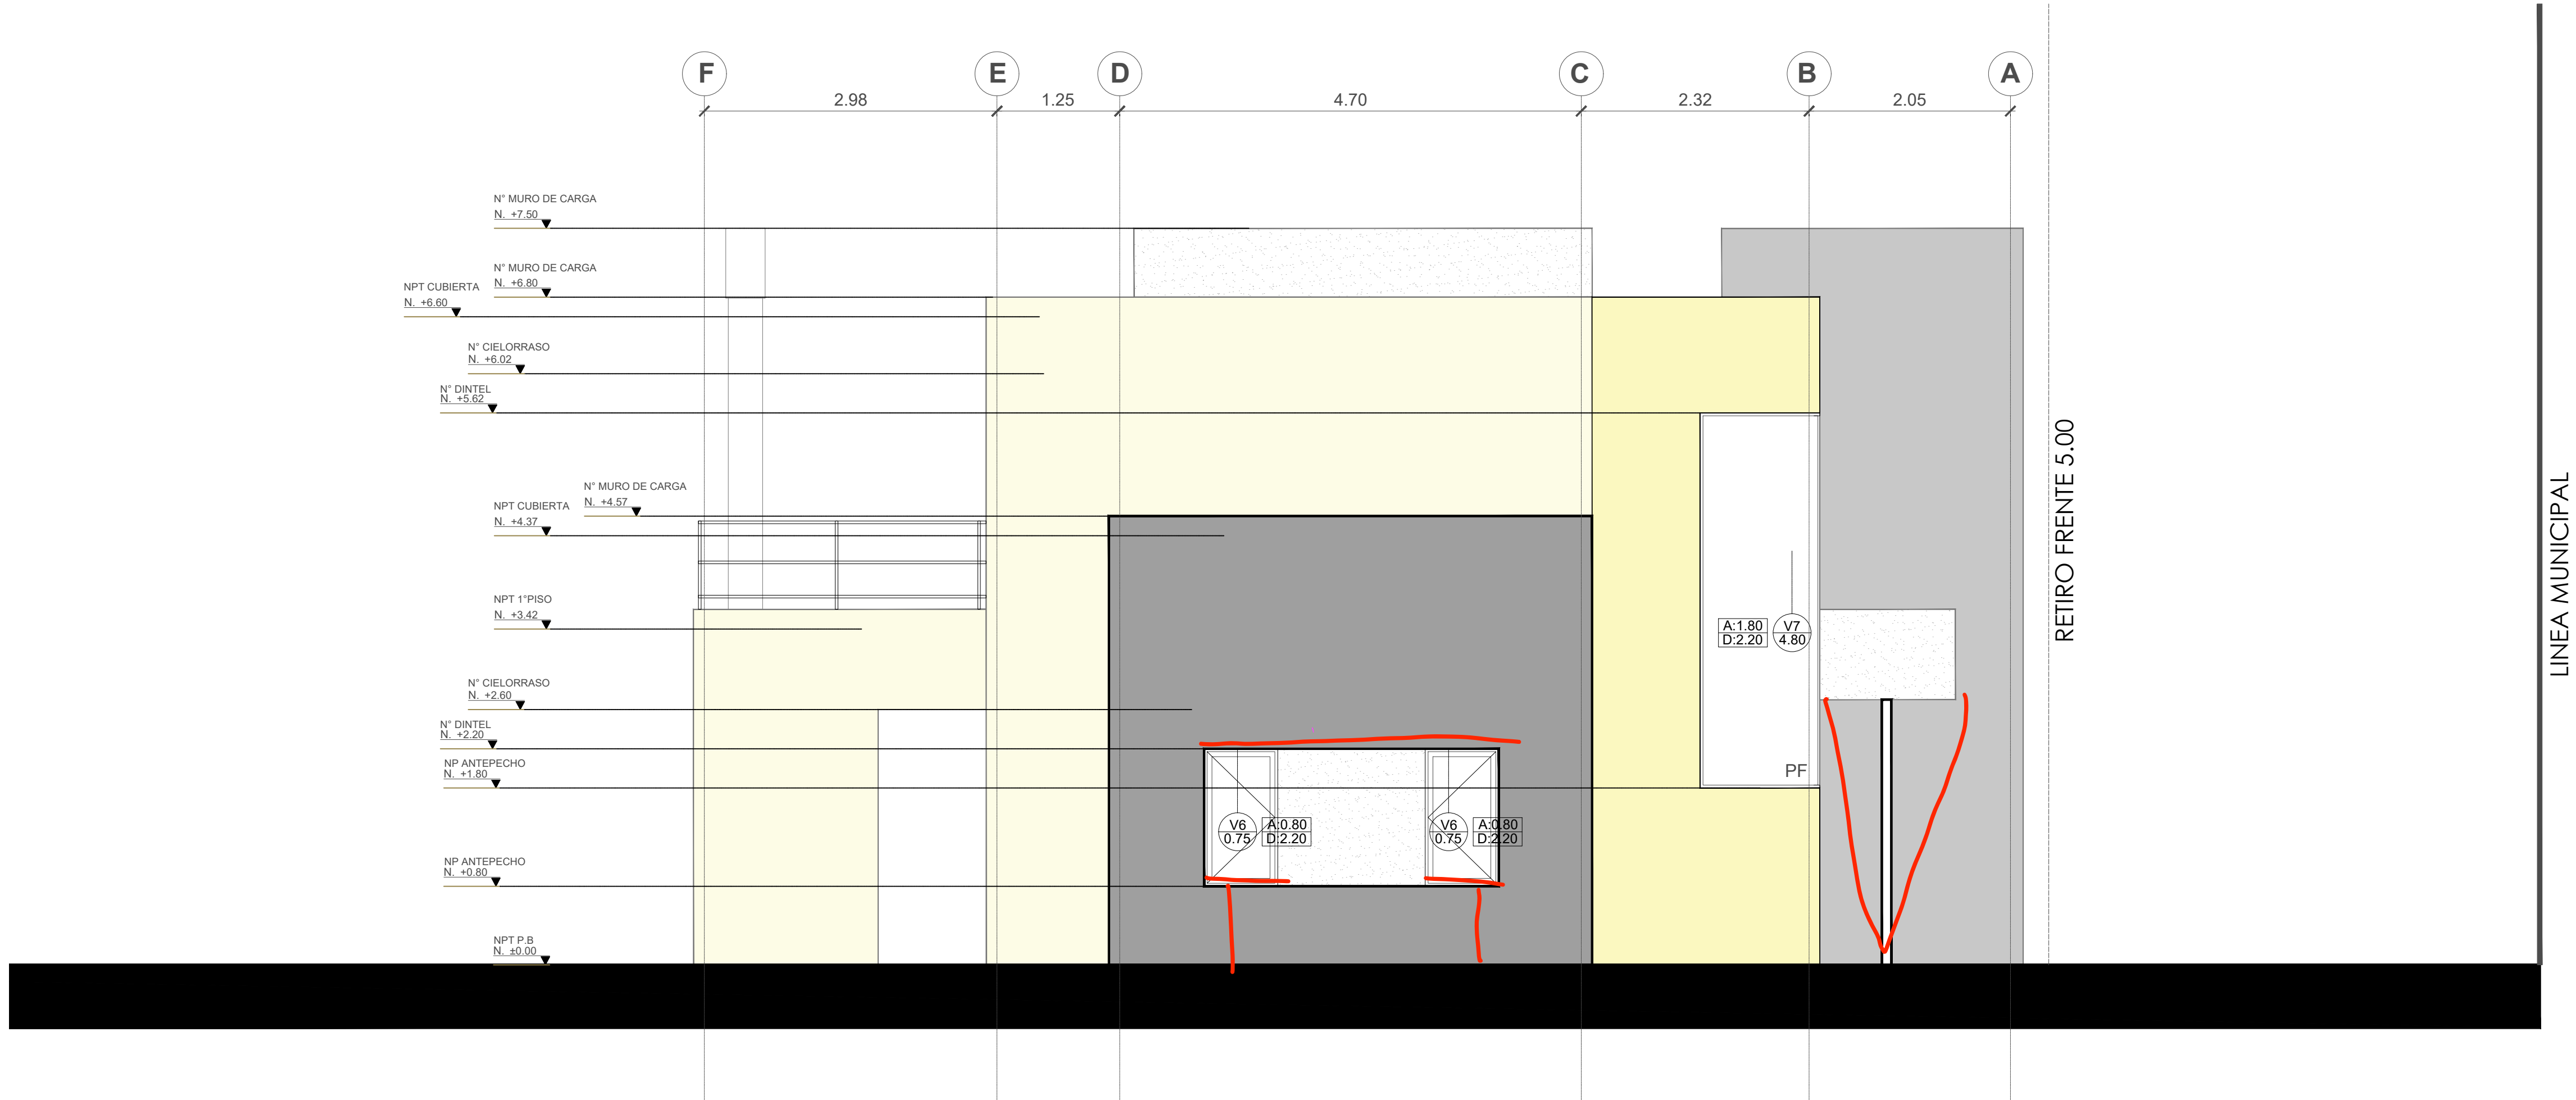 F E D C B A
2.98 1.25 4.70 2.32 2.05
N° MURO DE CARGA
N. +7.50
N° MURO DE CARGA
N. +6.80
NPT CUBIERTA
N. +6.60
N° CIELORRASO
N. +6.02
N° DINTEL
N. +5.62
N° MURO DE CARGA
N. +4.57
NPT CUBIERTA
N. +4.37
NPT 1°PISO
N. +3.42
N° CIELORRASO
N. +2.60
N° DINTEL
N. +2.20
NP ANTEPECHO
N. +1.80
NP ANTEPECHO
N. +0.80
NPT P.B
N. ±0.00
V6
0.75
A:0.80
D:2.20
V6
0.75
A:0.80
D:2.20
A:1.80
D:2.20
V7
4.80
PF
RETIRO FRENTE 5.00
LINEA MUNICIPAL